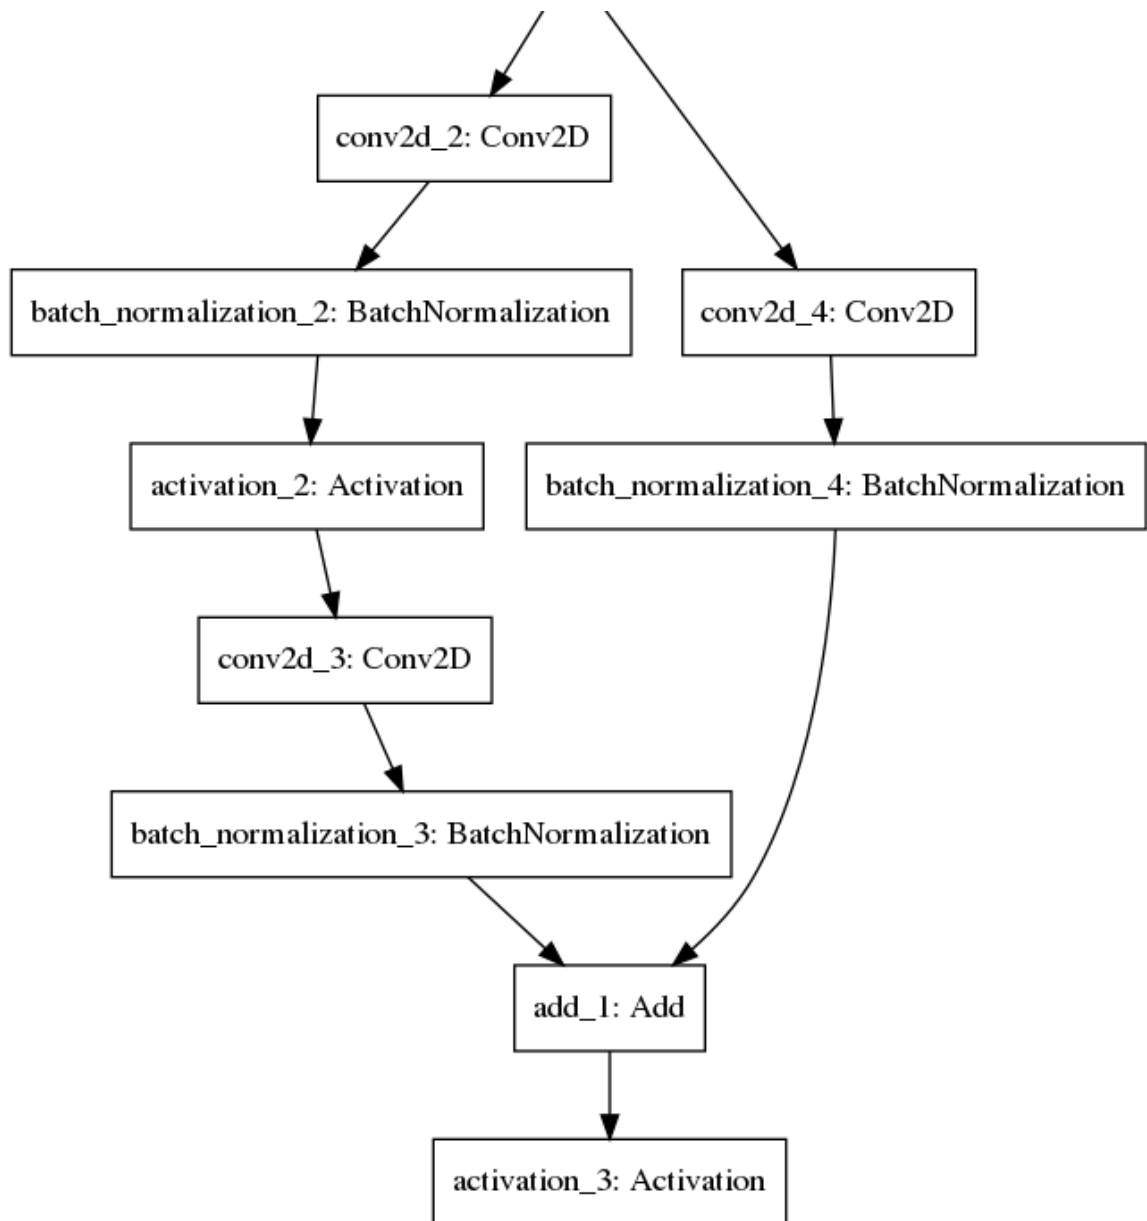 conv2d_2: Conv2D
batch_normalization_2: BatchNormalization
conv2d_4: Conv2D
activation_2: Activation
batch_normalization_4: BatchNormalization
conv2d_3: Conv2D
batch_normalization_3: BatchNormalization
add_1: Add
activation_3: Activation